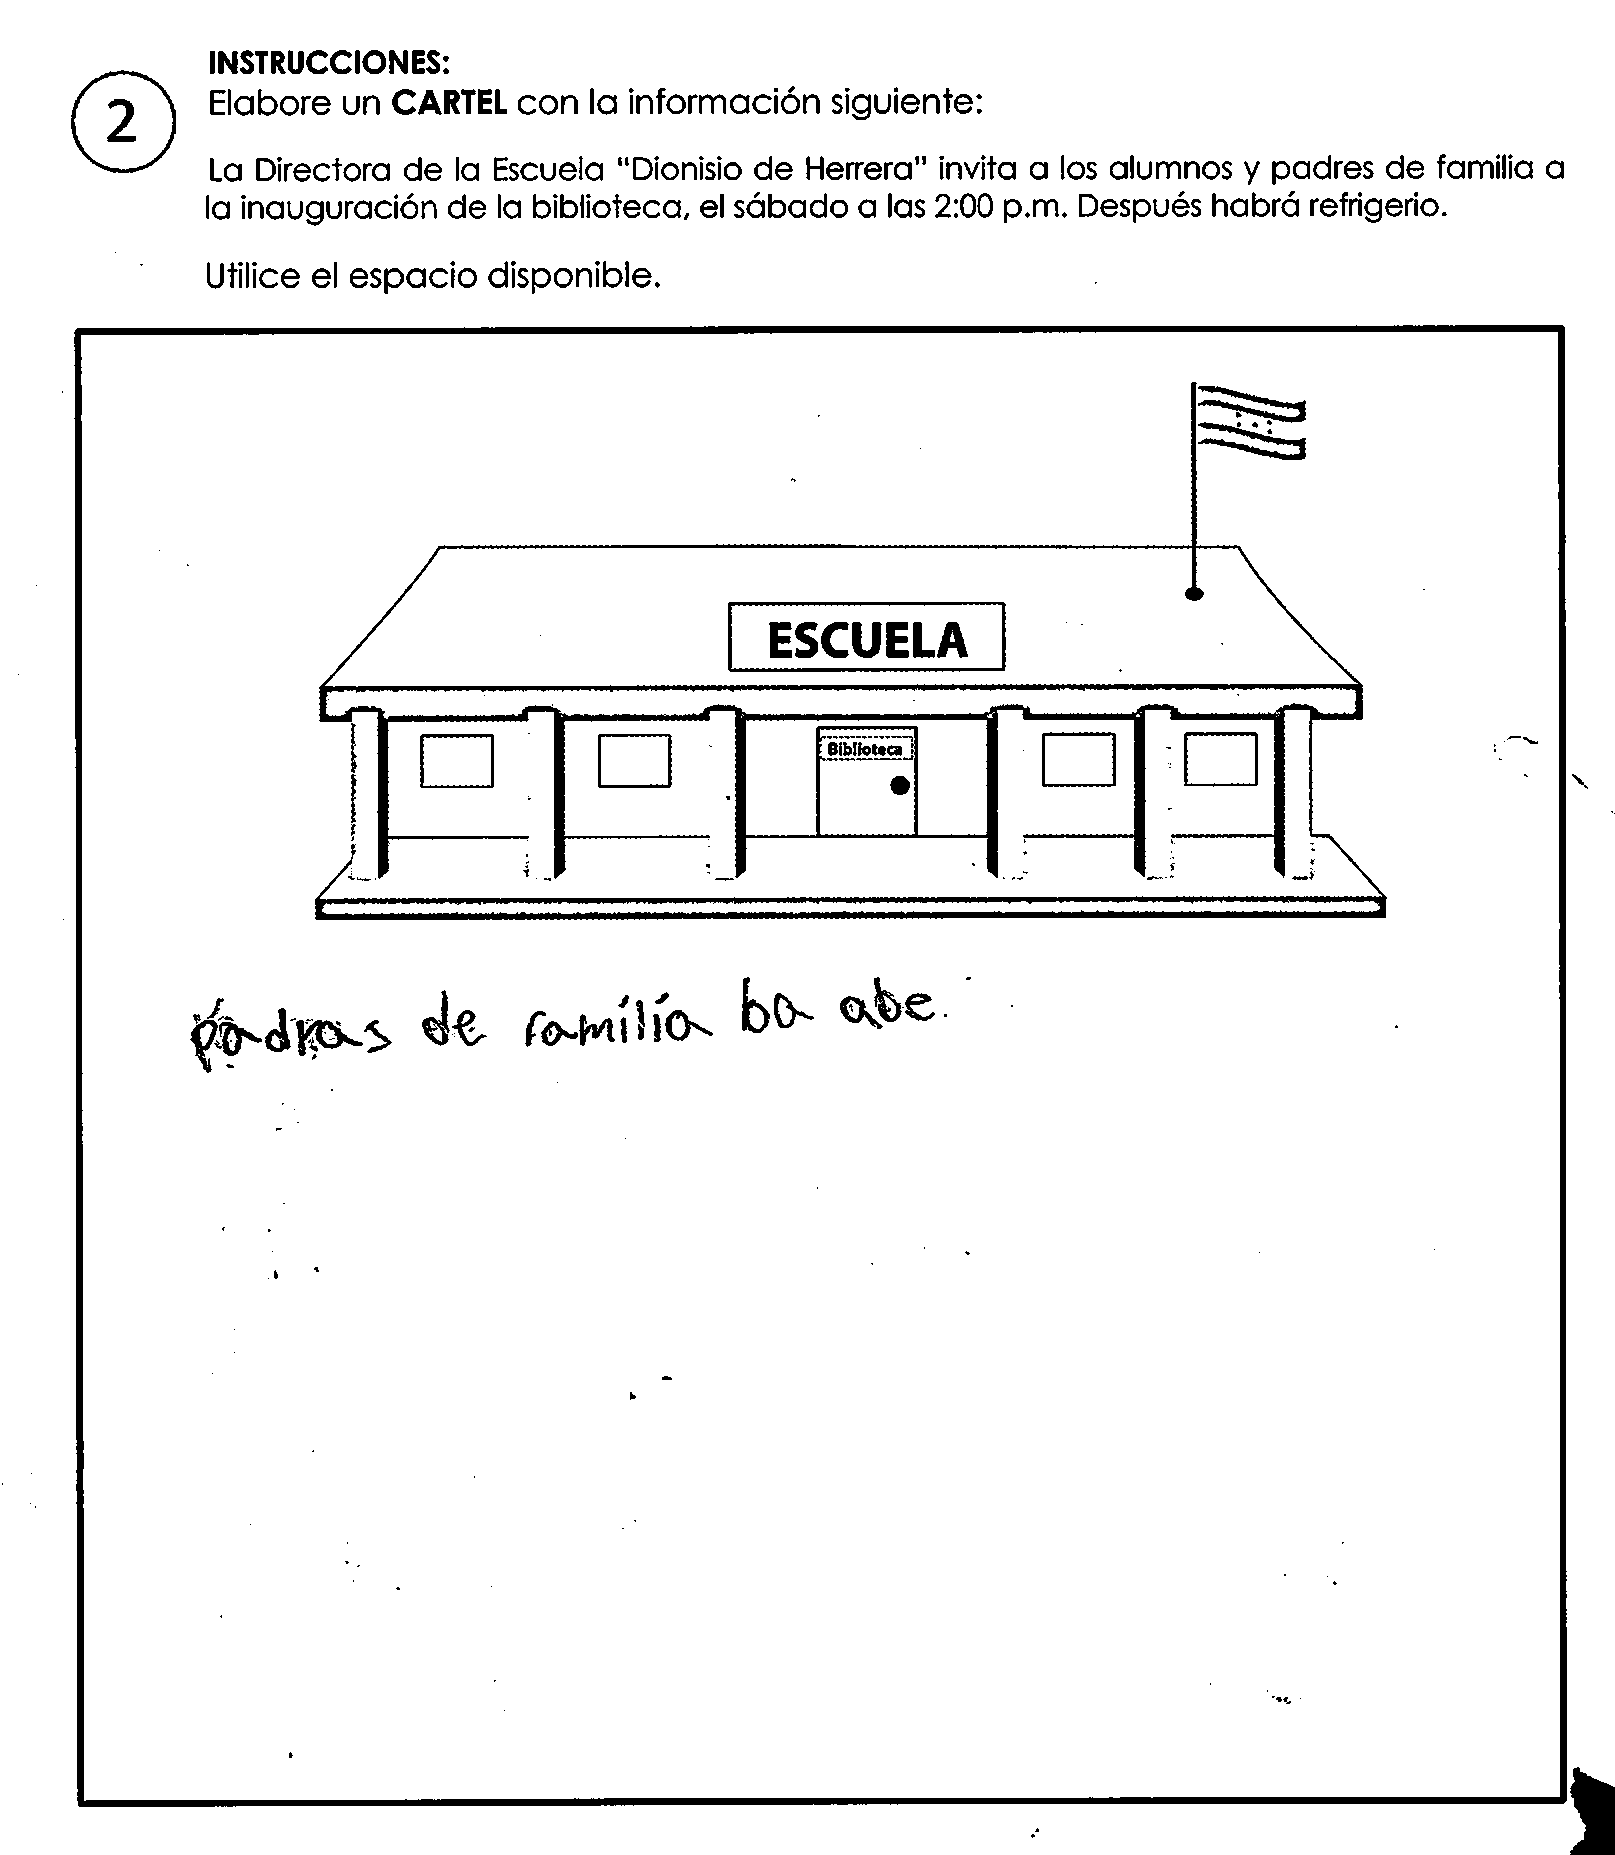 INSTRUCCIONES:
2
Elabore un CARTEL con la información siguiente:
La Directora de la Escuela "Dionisio de Herrera" invita a los alumnos y padres de familia a
la inauguración de la biblioteca, el sábado a las 2:00 p.m. Después habrá refrigerio.
Utilice el espacio disponible.
ESCUELA
Biblioteca
padras de familia ba abe.